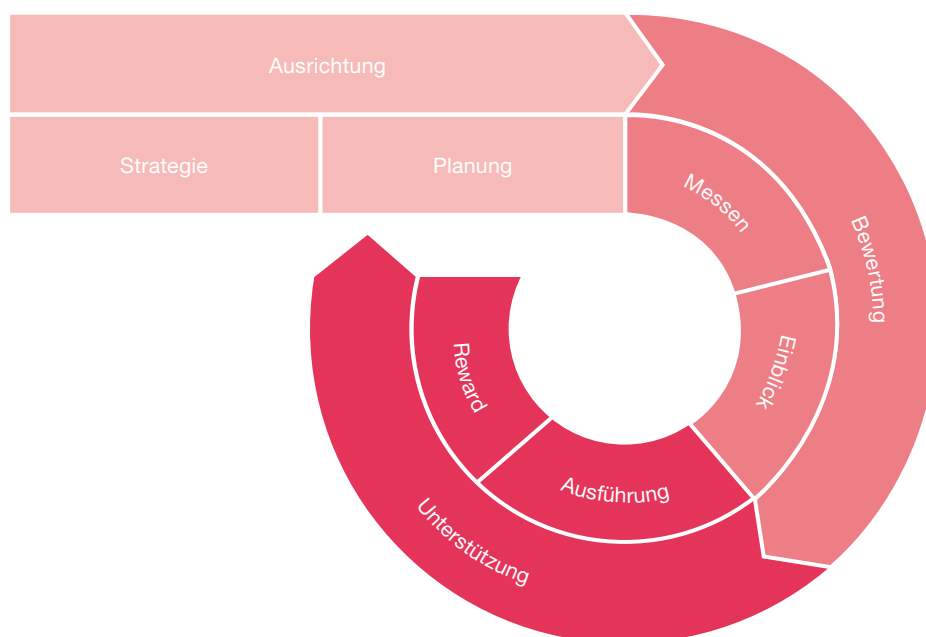 Ausrichtung
Strategie
Planung
Messen
Bewertung
Einblick
Ausführung
Reward
Unterstützung